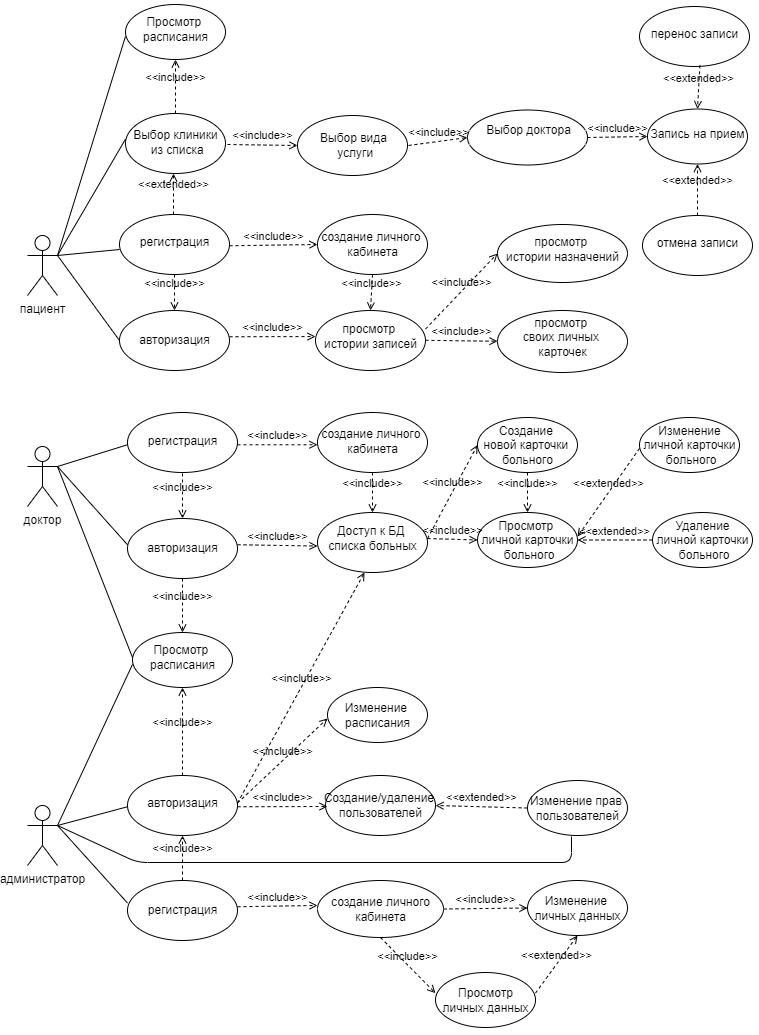 Просмотр
расписания
перенос записи
<<include>>
<<extended>>
Выбор клиники
из списка
<<include>>
Выбор вида
услуги
<<include>>
Выбор доктора
<<include>>
Запись на прием
<<extended>>
<<extended>>
регистрация
<<include>>
создание личного
кабинета
просмотр
истории назначений
отмена записи
пациент
<<include>>
<<include>>
<<include>>
авторизация
<<include>>
просмотр
истории записей
<<include>>
просмотр
своих личных
карточек
регистрация
<<include>>
создание личного
кабинета
Создание
новой карточки
больного
Изменение
личной карточки
больного
доктор
<<include>>
<<include>>
<<include>>
<<include>>
<<extended>>
авторизация
<<include>>
Доступ к БД
списка больных
<<include>>
Просмотр
личной карточки
больного
<<extended>>
Удаление
личной карточки
больного
<<include>>
Просмотр
расписания
<<include>>
<<include>>
Изменение
расписания
<<include>>
авторизация
<<include>>
Создание/удаление
пользователей
<<extended>>
Изменение прав
пользователей
администратор
<<include>>
регистрация
<<include>>
создание личного
кабинета
<<include>>
Изменение
личных данных
<<include>>
<<extended>>
Просмотр
личных данных